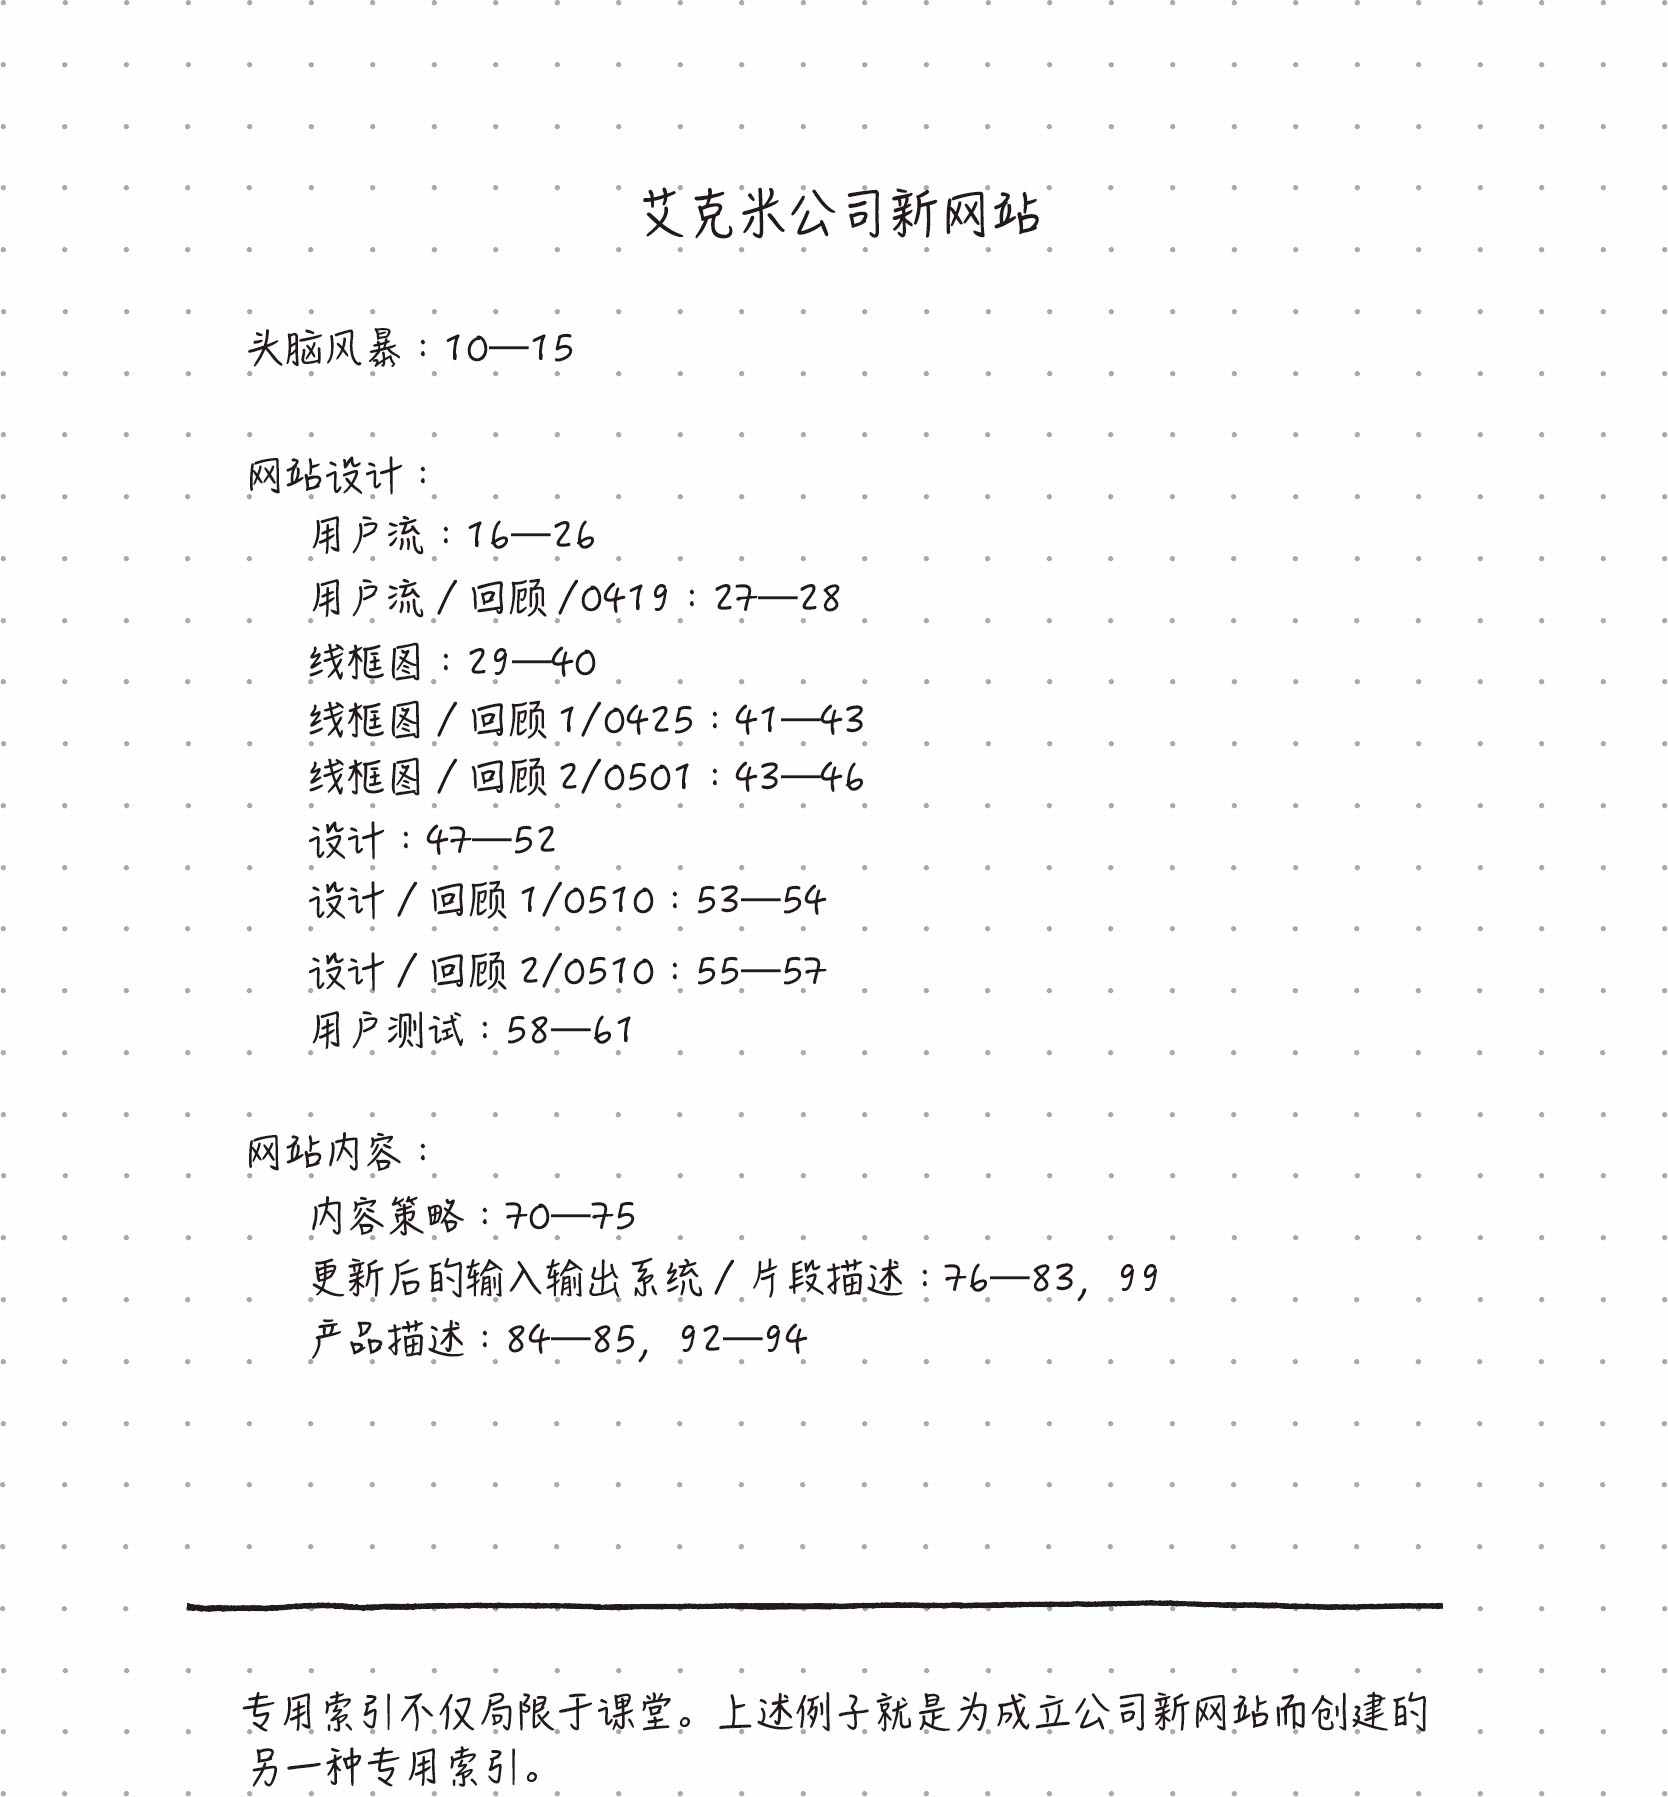 艾克米公司新网站
头脑风暴：10—15
网站设计：
用户流：16—26
用户流/回顾/0419：27—28
线框图：29—40
线框图/回顾1/0425：41—43
线框图/回顾2/0501：43—46
设计：47—52
设计/回顾1/0510：53—54
设计/回顾2/0510：55—57
用户测试：58—61
网站内容：
内容策略：70—75
更新后的输入输出系统/片段描述：76—83，99
产品描述：84—85，92—94
专用索引不仅局限于课堂。上述例子就是为成立公司新网站而创建的
另一种专用索引。